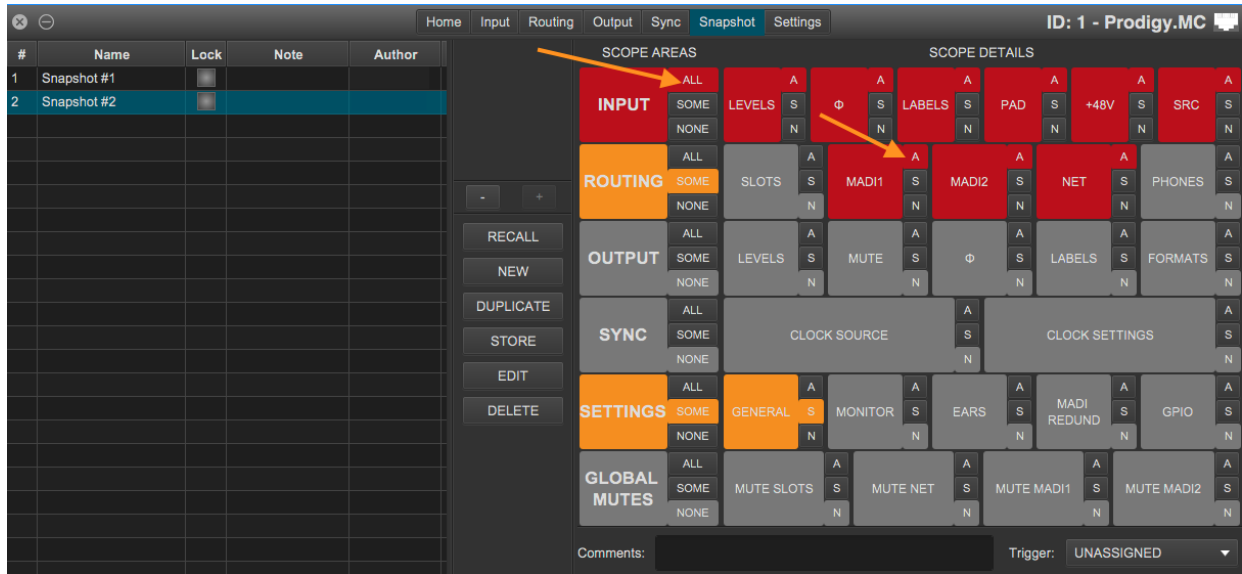 Home Input Routing Output Sync Snapshot Settings
ID: 1 - Prodigy.MC
# Name Lock Note Author
1 Snapshot #1
2 Snapshot #2
- +
RECALL
NEW
DUPLICATE
STORE
EDIT
DELETE
SCOPE AREAS SCOPE DETAILS
ALL A A A A A A
INPUT SOME LEVELS S Φ S LABELS S PAD S +48V S SRC S
NONE N N N N N N
ALL A A A A A
ROUTING SOME SLOTS S MADI1 S MADI2 S NET S PHONES S
NONE N N N N N
ALL A A A A A
OUTPUT SOME LEVELS S MUTE S Φ S LABELS S FORMATS S
NONE N N N N N
ALL A A
SYNC SOME CLOCK SOURCE S CLOCK SETTINGS S
NONE N N
ALL A A A A A
SETTINGS SOME GENERAL S MONITOR S EARS S MADI REDUND S GPIO S
NONE N N N N N
ALL A A A A
GLOBAL MUTES SOME MUTE SLOTS S MUTE NET S MUTE MADI1 S MUTE MADI2 S
NONE N N N N
Comments: Trigger: UNASSIGNED